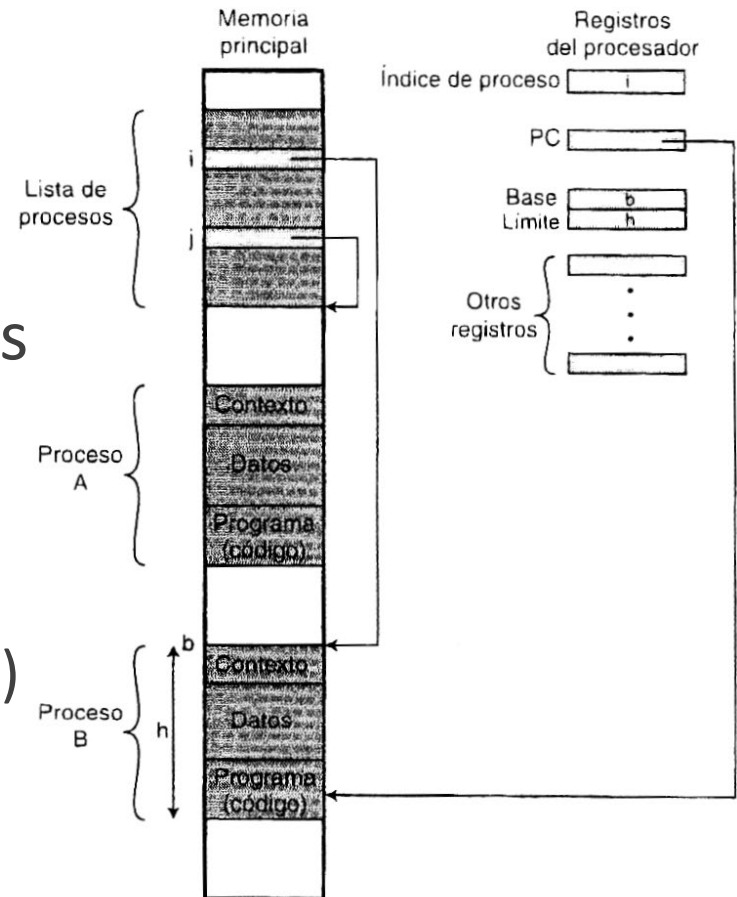 Memoria
principal
Registros
del procesador
Índice de proceso
i
PC
Base
b
Límite
h
Otros
registros
Lista de
procesos
i
j
s
Contexto
Datos
Programa
(código)
Proceso
A
b
)
Contexto
Datos
Programa
(código)
Proceso
B
h